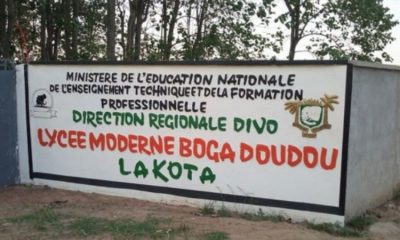 MINISTERE DE L'EDUCATION NATIONALE
DE L'ENSEIGNEMENT TECHNIQUE ET DE LA FORMATION
PROFESSIONNELLE
DIRECTION REGIONALE DIVO
LYCEE MODERNE BOGA DOUDOU
LAKOTA